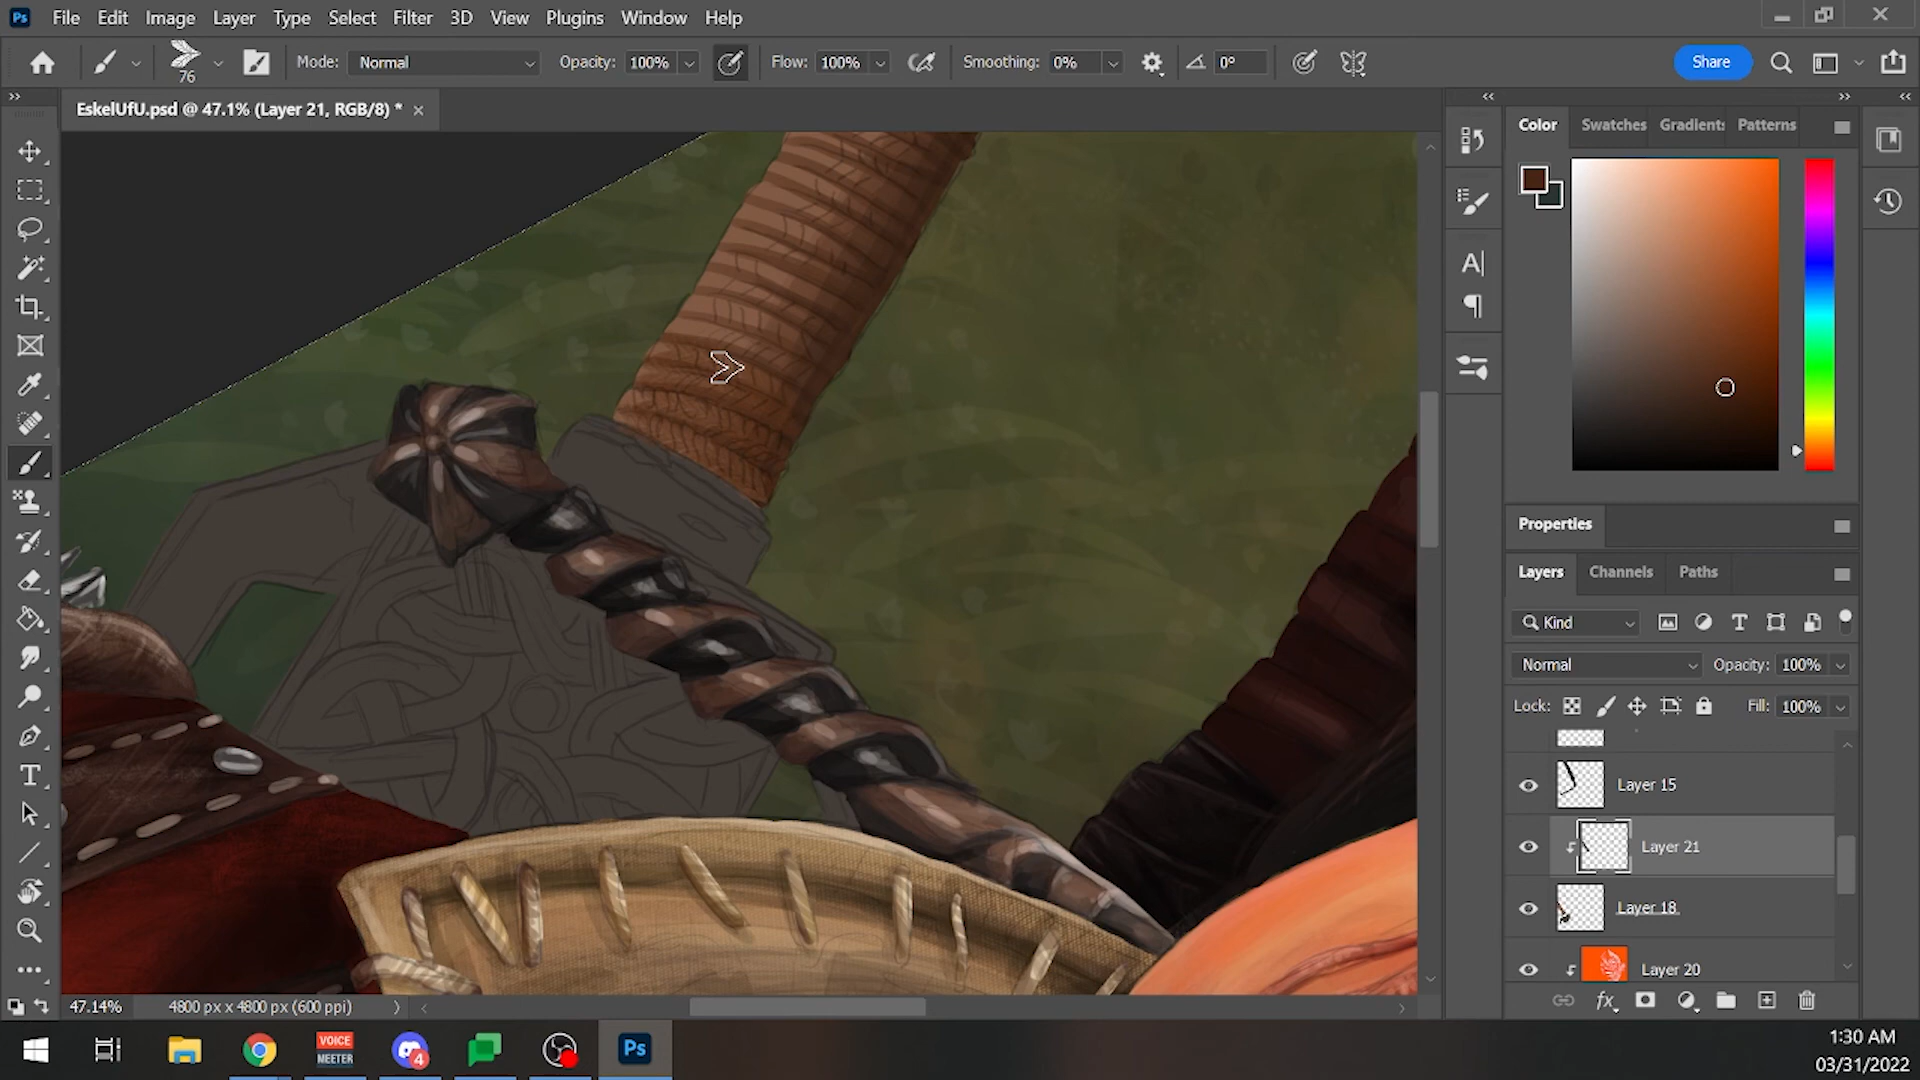 Ps File Edit Image Layer Type Select Filter 3D View Plugins Window Help
76 Mode: Normal Opacity: 100% Flow: 100% Smoothing: 0% 0° Share
EskelUfU.psd @ 47.1% (Layer 21, RGB/8) *
Color Swatches Gradients Patterns
Properties
Layers Channels Paths
Kind
Normal Opacity: 100%
Lock: Fill: 100%
Layer 15
Layer 21
Layer 18
Layer 20
fx
47.14% 4800 px x 4800 px (600 ppi)
VOICE
MEETER
4
Ps
1:30 AM
03/31/2022